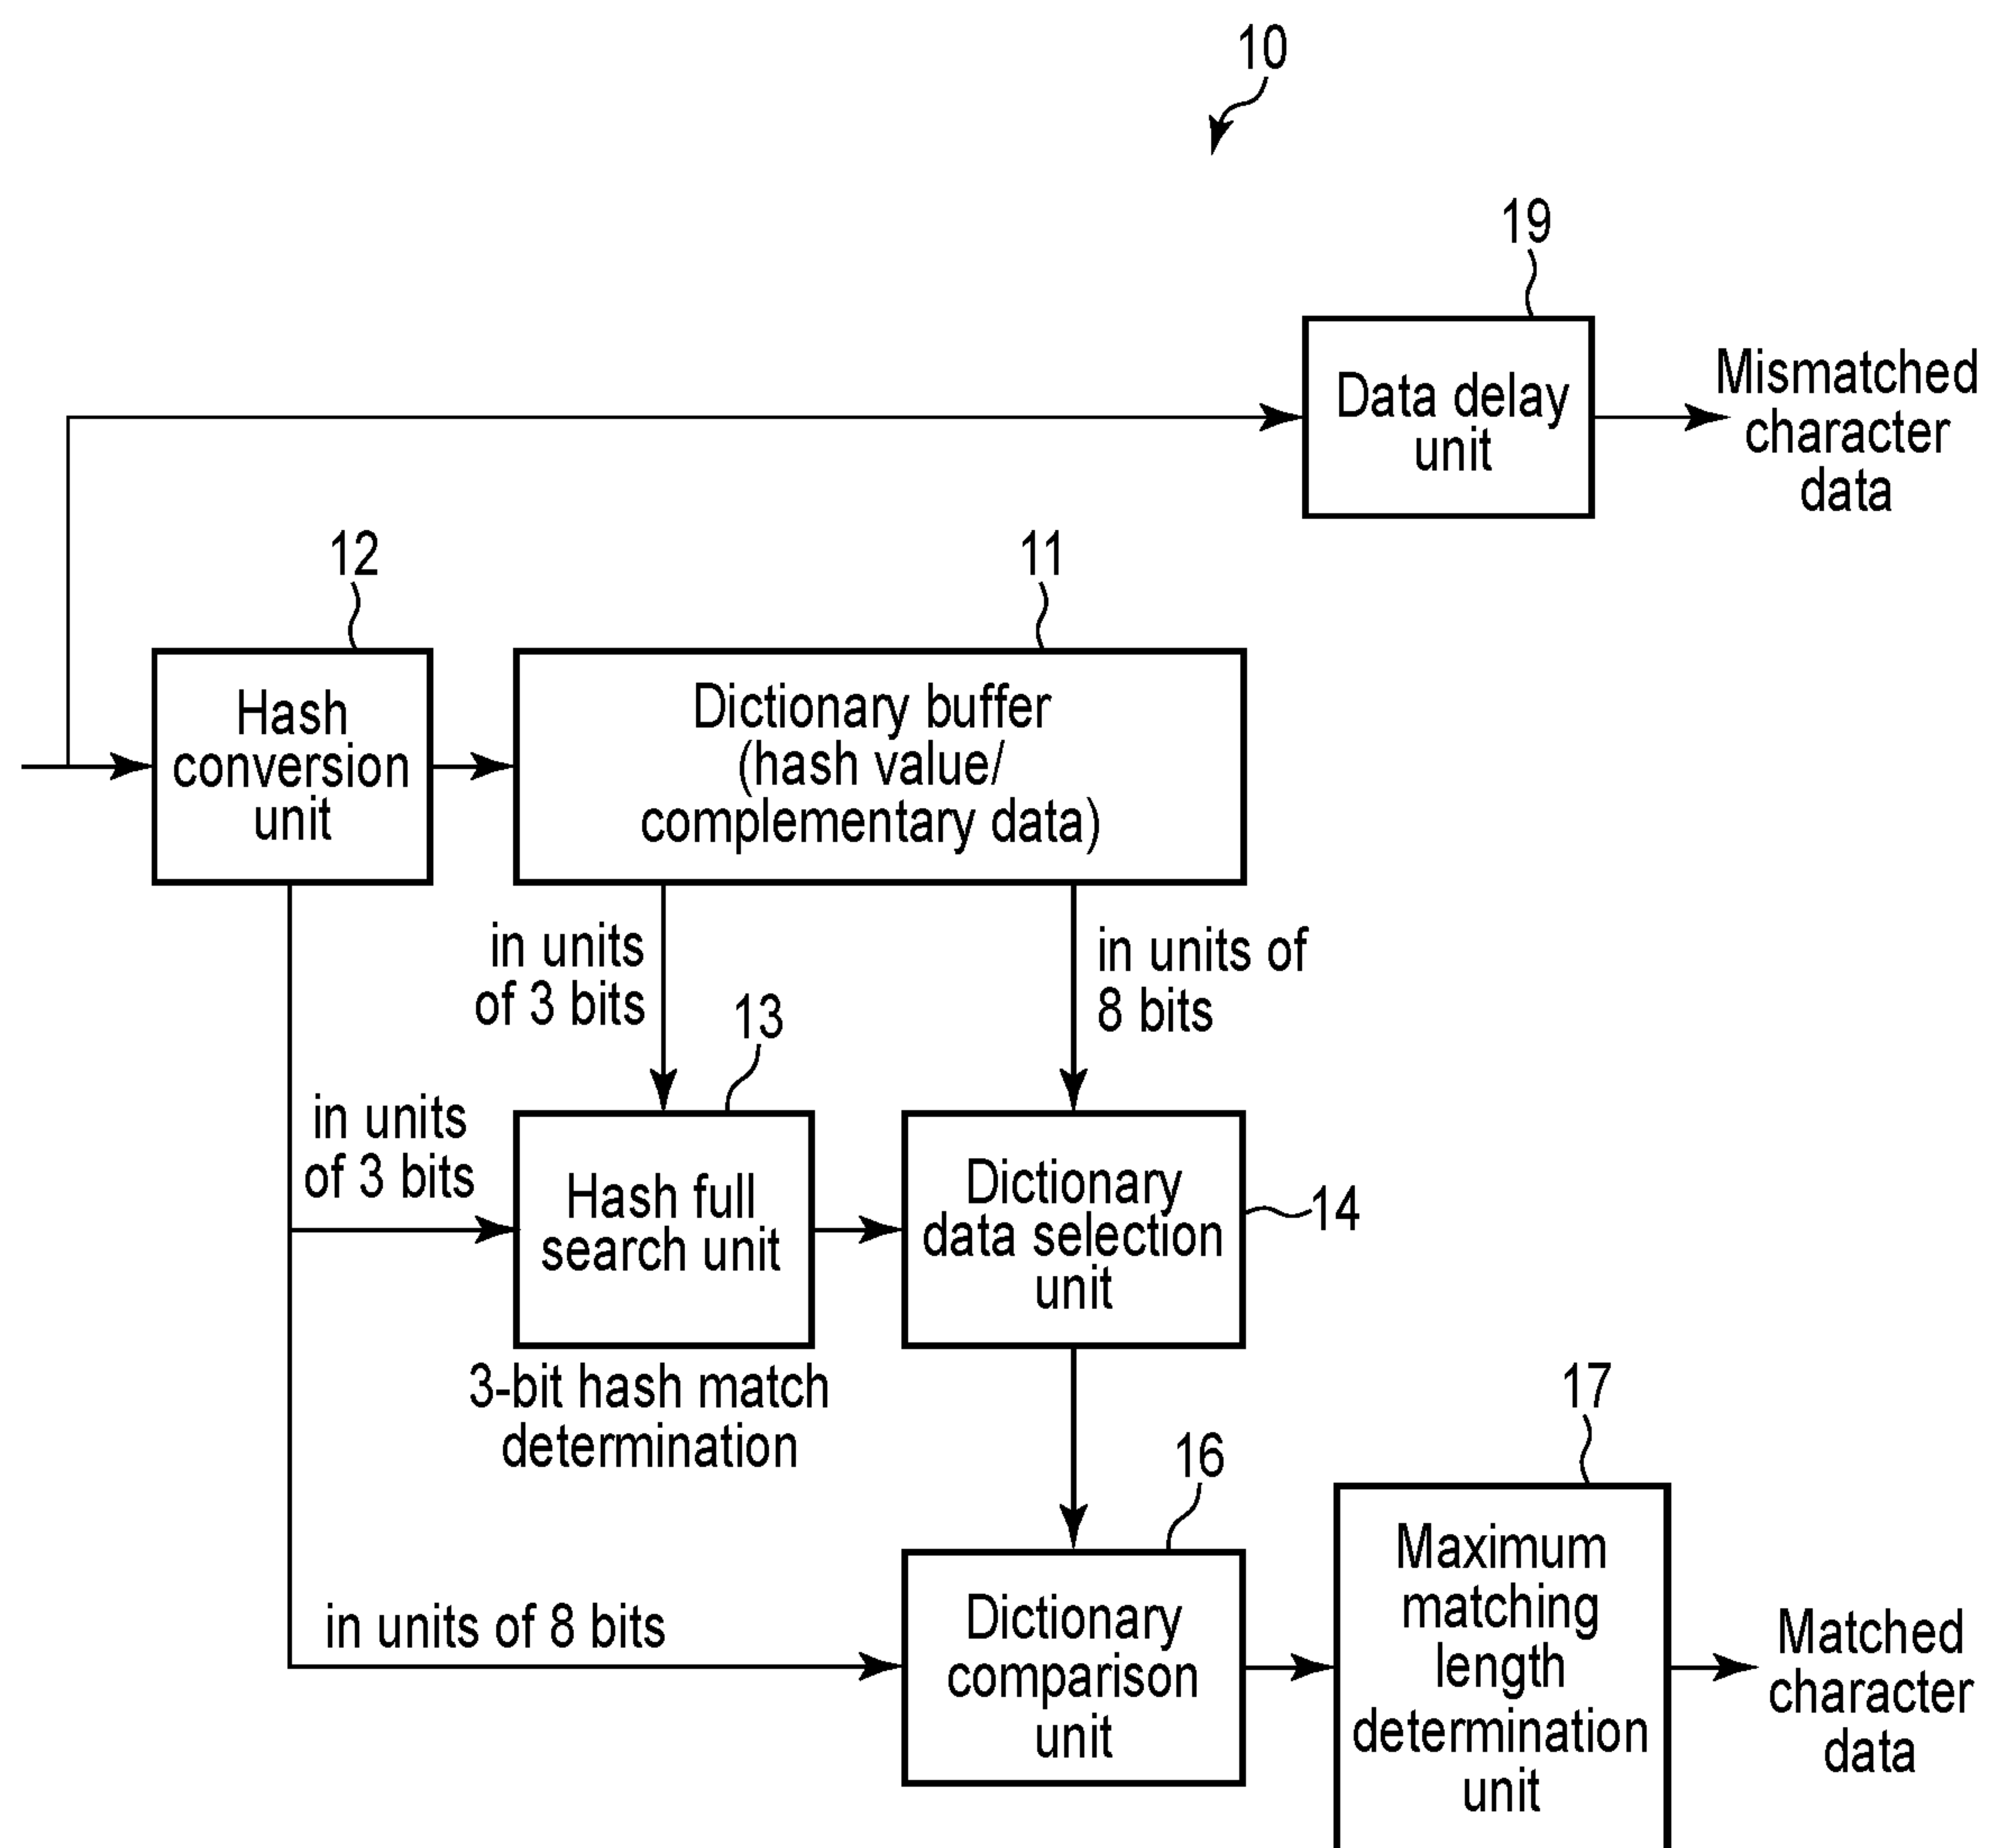 10
19
Data delay
unit
Mismatched
character
data
12
11
Hash
conversion
unit
Dictionary buffer
(hash value/
complementary data)
in units
of 3 bits
in units of
8 bits
13
in units
of 3 bits
Hash full
search unit
Dictionary
data selection
unit
14
3-bit hash match
determination
17
16
in units of 8 bits
Dictionary
comparison
unit
Maximum
matching
length
determination
unit
Matched
character
data